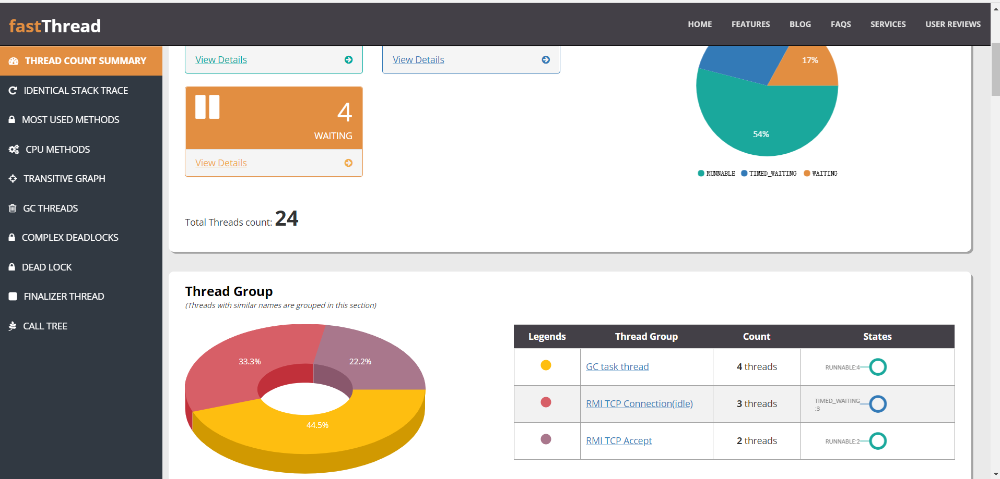 fastThread
HOME FEATURES BLOG FAQS SERVICES USER REVIEWS
THREAD COUNT SUMMARY
IDENTICAL STACK TRACE
MOST USED METHODS
CPU METHODS
TRANSITIVE GRAPH
GC THREADS
COMPLEX DEADLOCKS
DEAD LOCK
FINALIZER THREAD
CALL TREE
View Details
View Details
4
WAITING
View Details
17%
54%
RUNNABLE TIMED_WAITING WAITING
Total Threads count: 24
Thread Group
(Threads with similar names are grouped in this section)
33.3%
22.2%
44.5%
Legends Thread Group Count States
GC task thread 4 threads RUNNABLE:4
RMI TCP Connection(idle) 3 threads TIMED_WAITING
:3
RMI TCP Accept 2 threads RUNNABLE:2